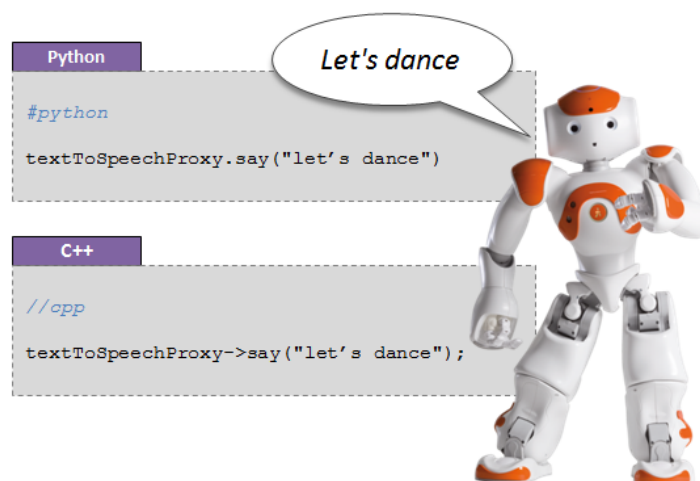 Let's dance
Python
#python
textToSpeechProxy.say("let’s dance")
C++
//cpp
textToSpeechProxy->say("let’s dance");